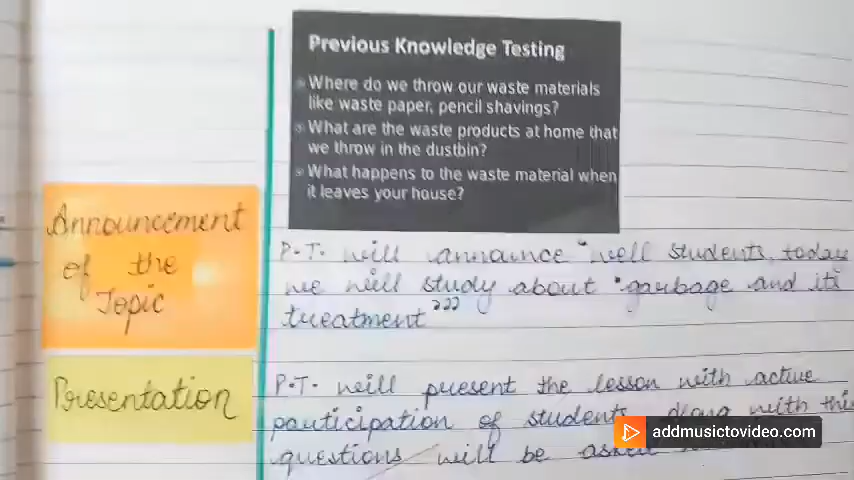 Previous Knowledge Testing
Where do we throw our waste materials
like waste paper, pencil shavings?
What are the waste products at home that
we throw in the dustbin?
What happens to the waste material when
it leaves your house?
Announcement
of the
Topic
P.T. will announce "well students, today
we will study about "garbage and its
treatment"""
Presentation
P.T. will present the lesson with active
participation of students. Along with this
questions will be asked
addmusictovideo.com